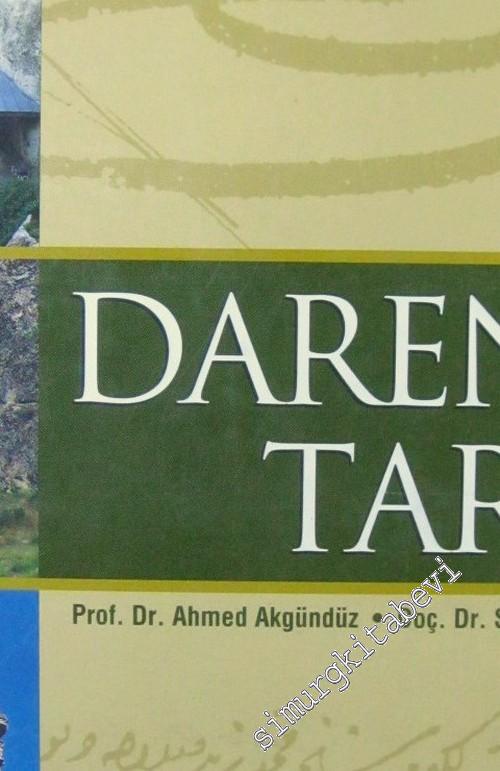 DAREN
TAR
Prof. Dr. Ahmed Akgündüz • Doç. Dr. S
simurgkitabevi